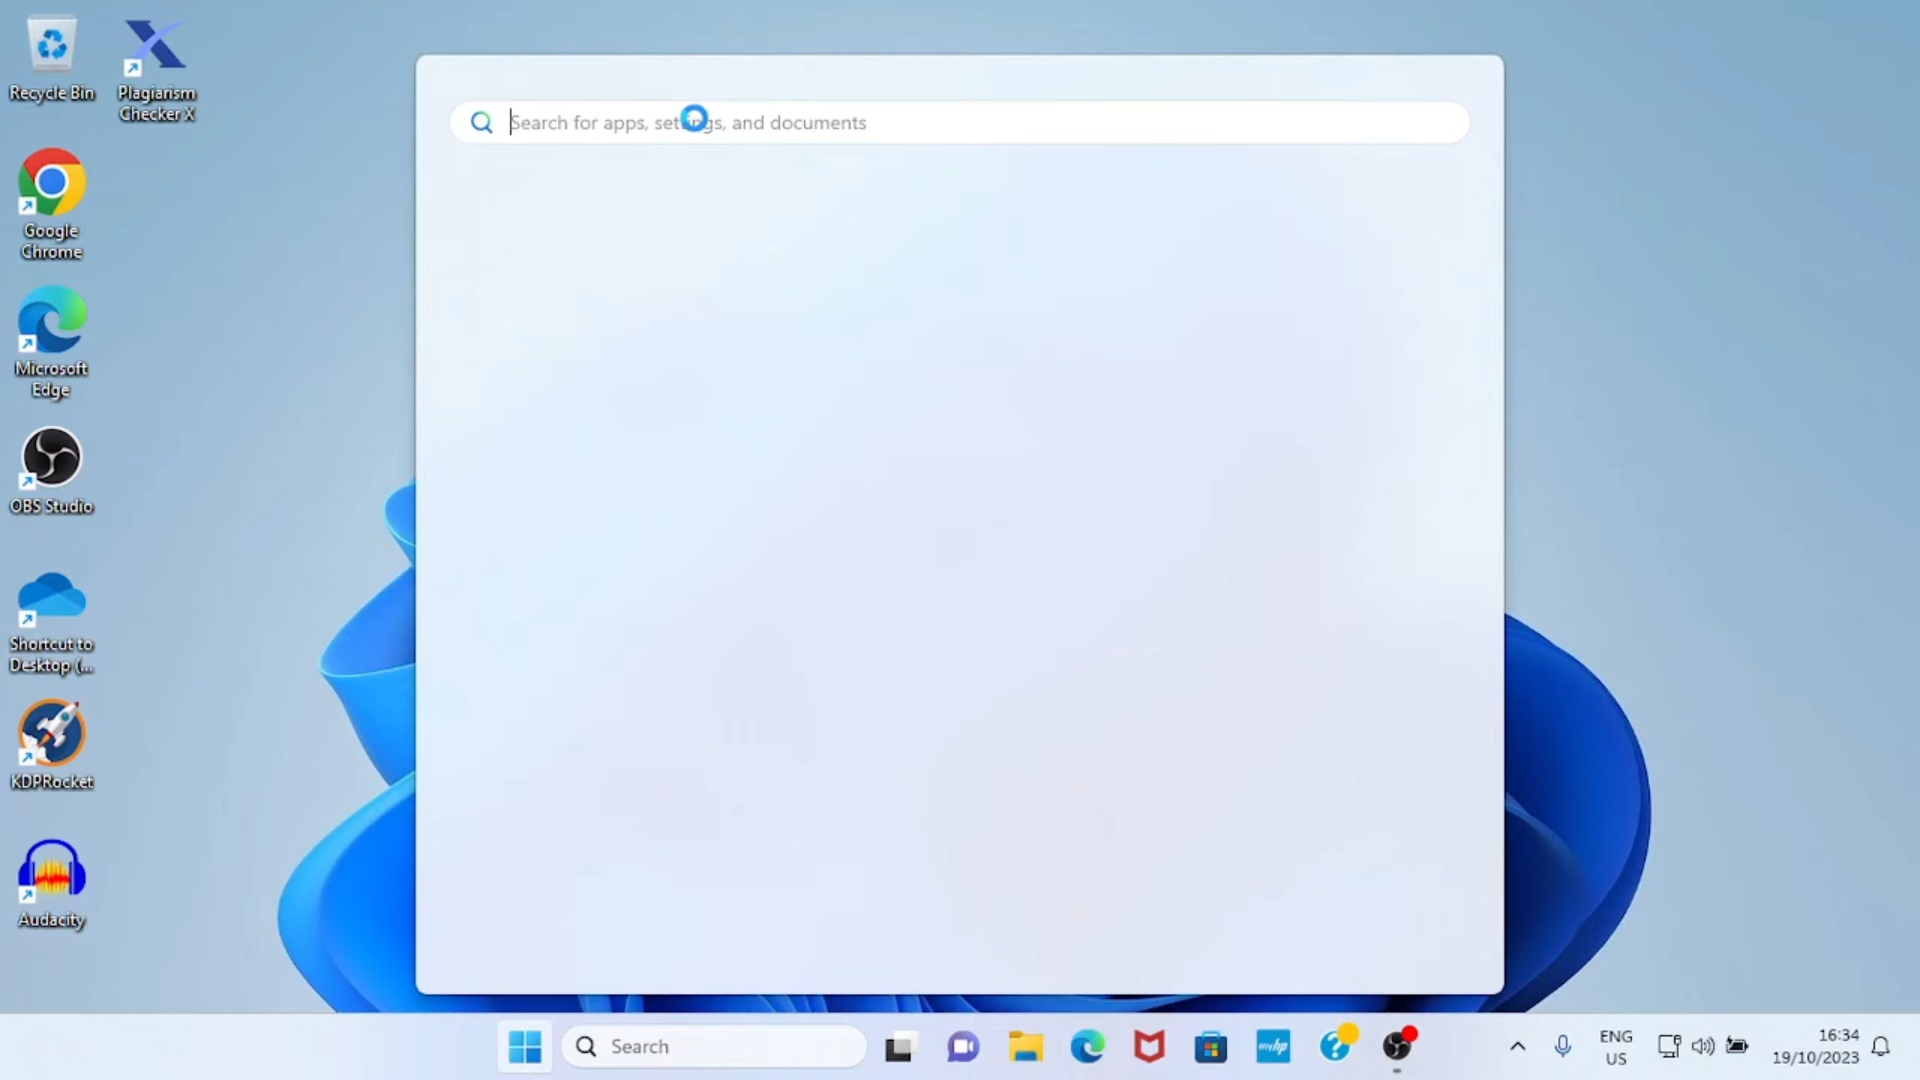 Recycle Bin
Plagiarism
Checker X
Search for apps, settings, and documents
Google
Chrome
Microsoft
Edge
OBS Studio
Shortcut to
Desktop (...
KDPRocket
Audacity
Search
myhp
ENG
US
16:34
19/10/2023